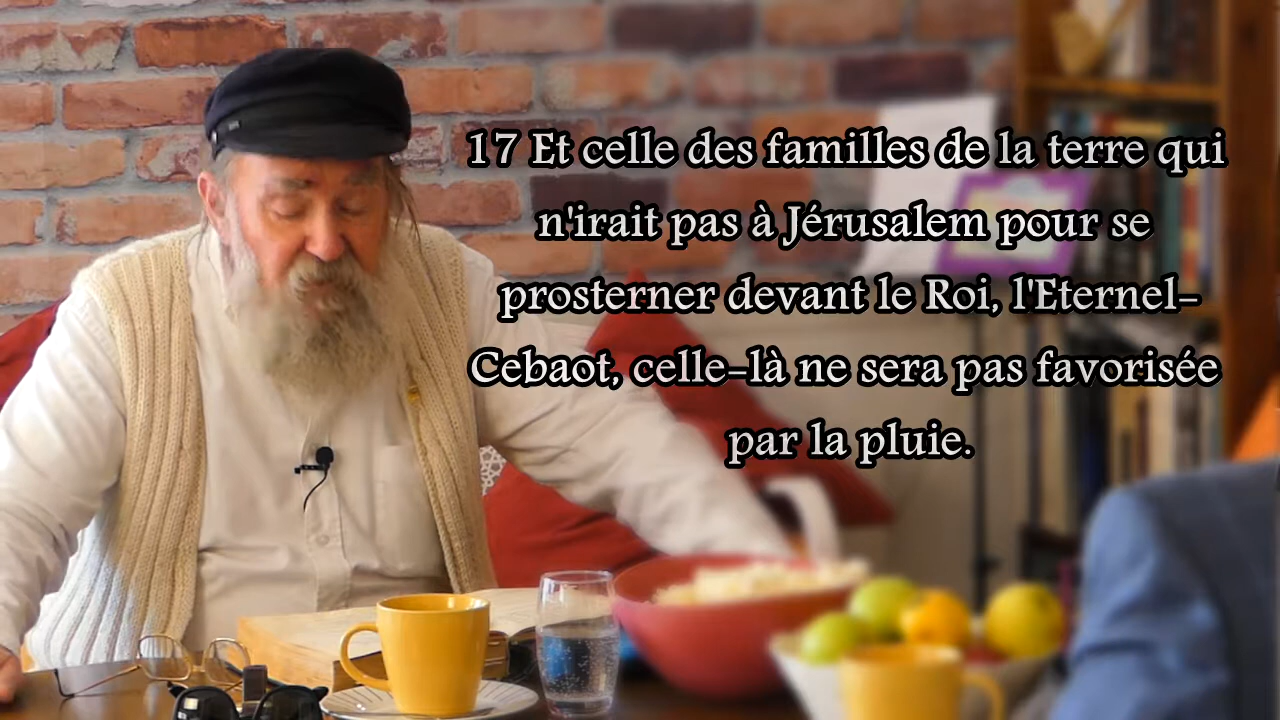 17 Et celle des familles de la terre qui
n'irait pas à Jérusalem pour se
prosterner devant le Roi, l'Eternel-
Cebaot, celle-là ne sera pas favorisée
par la pluie.